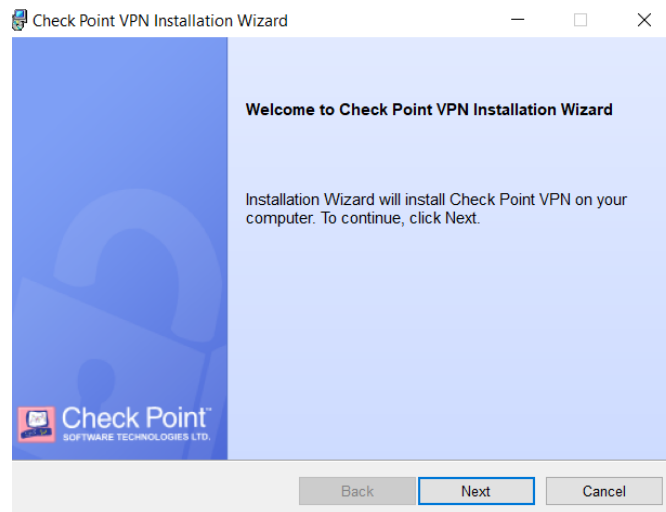 Check Point VPN Installation Wizard
Welcome to Check Point VPN Installation Wizard
Installation Wizard will install Check Point VPN on your
computer. To continue, click Next.
Check Point™
SOFTWARE TECHNOLOGIES LTD.
Back
Next
Cancel